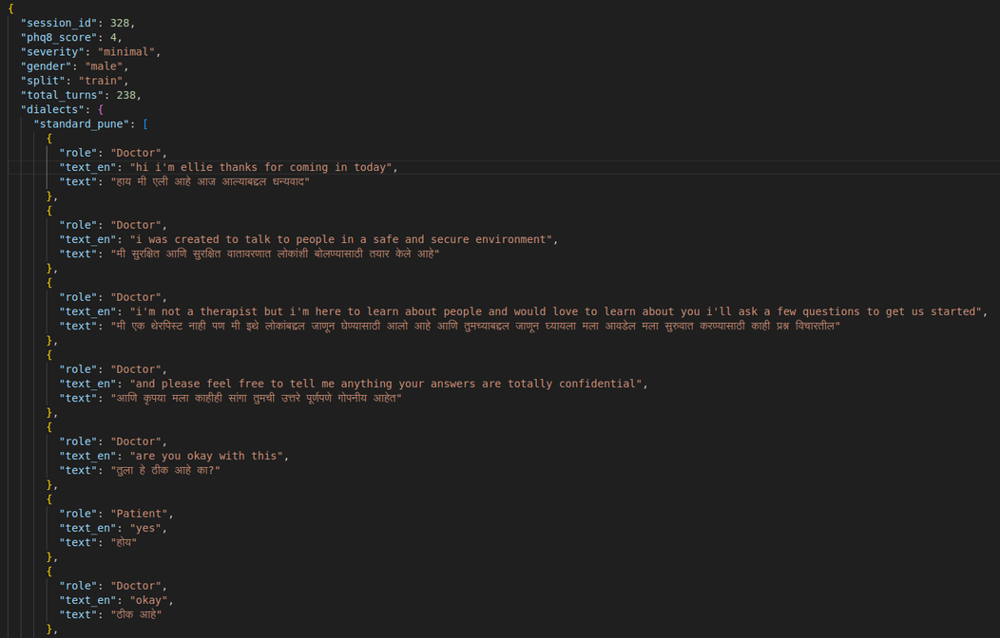 {
"session_id": 328,
"phq8_score": 4,
"severity": "minimal",
"gender": "male",
"split": "train",
"total_turns": 238,
"dialects": {
"standard_pune": [
{
"role": "Doctor",
"text_en": "hi i'm ellie thanks for coming in today",
"text": "हाय मी एली आहे आज आल्याबद्दल धन्यवाद"
},
{
"role": "Doctor",
"text_en": "i was created to talk to people in a safe and secure environment",
"text": "मी सुरक्षित आणि सुरक्षित वातावरणात लोकांशी बोलण्यासाठी तयार केले आहे"
},
{
"role": "Doctor",
"text_en": "i'm not a therapist but i'm here to learn about people and would love to learn about you i'll ask a few questions to get us started",
"text": "मी एक थेरपिस्ट नाही पण मी इथे लोकांबद्दल जाणून घेण्यासाठी आलो आहे आणि तुमच्याबद्दल जाणून घ्यायला मला आवडेल मला सुरुवात करण्यासाठी काही प्रश्न विचारतील"
},
{
"role": "Doctor",
"text_en": "and please feel free to tell me anything your answers are totally confidential",
"text": "आणि कृपया मला काहीही सांगा तुमची उत्तरे पूर्णपणे गोपनीय आहेत"
},
{
"role": "Doctor",
"text_en": "are you okay with this",
"text": "तुला हे ठीक आहे का?"
},
{
"role": "Patient",
"text_en": "yes",
"text": "होय"
},
{
"role": "Doctor",
"text_en": "okay",
"text": "ठीक आहे"
},